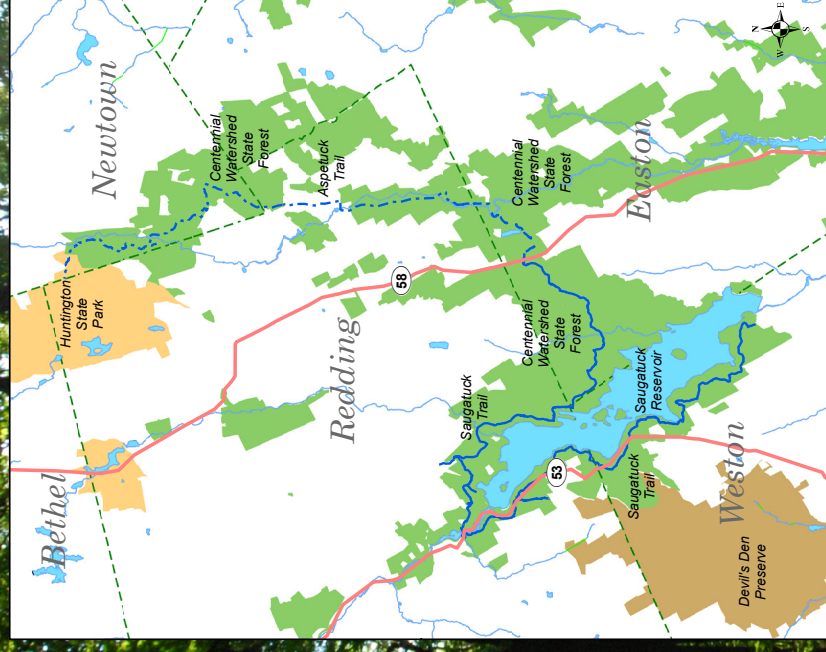 Newtown
Bethel
Huntington
State
Park
Centennial
Watershed
State
Forest
Aspetuck
Trail
58
Redding
Centennial
Watershed
State
Forest
Easton
Centennial
Watershed
State
Forest
Saugatuck
Trail
Saugatuck
Reservoir
53
Saugatuck
Trail
Weston
Devil's Den
Preserve
N
E
S
W